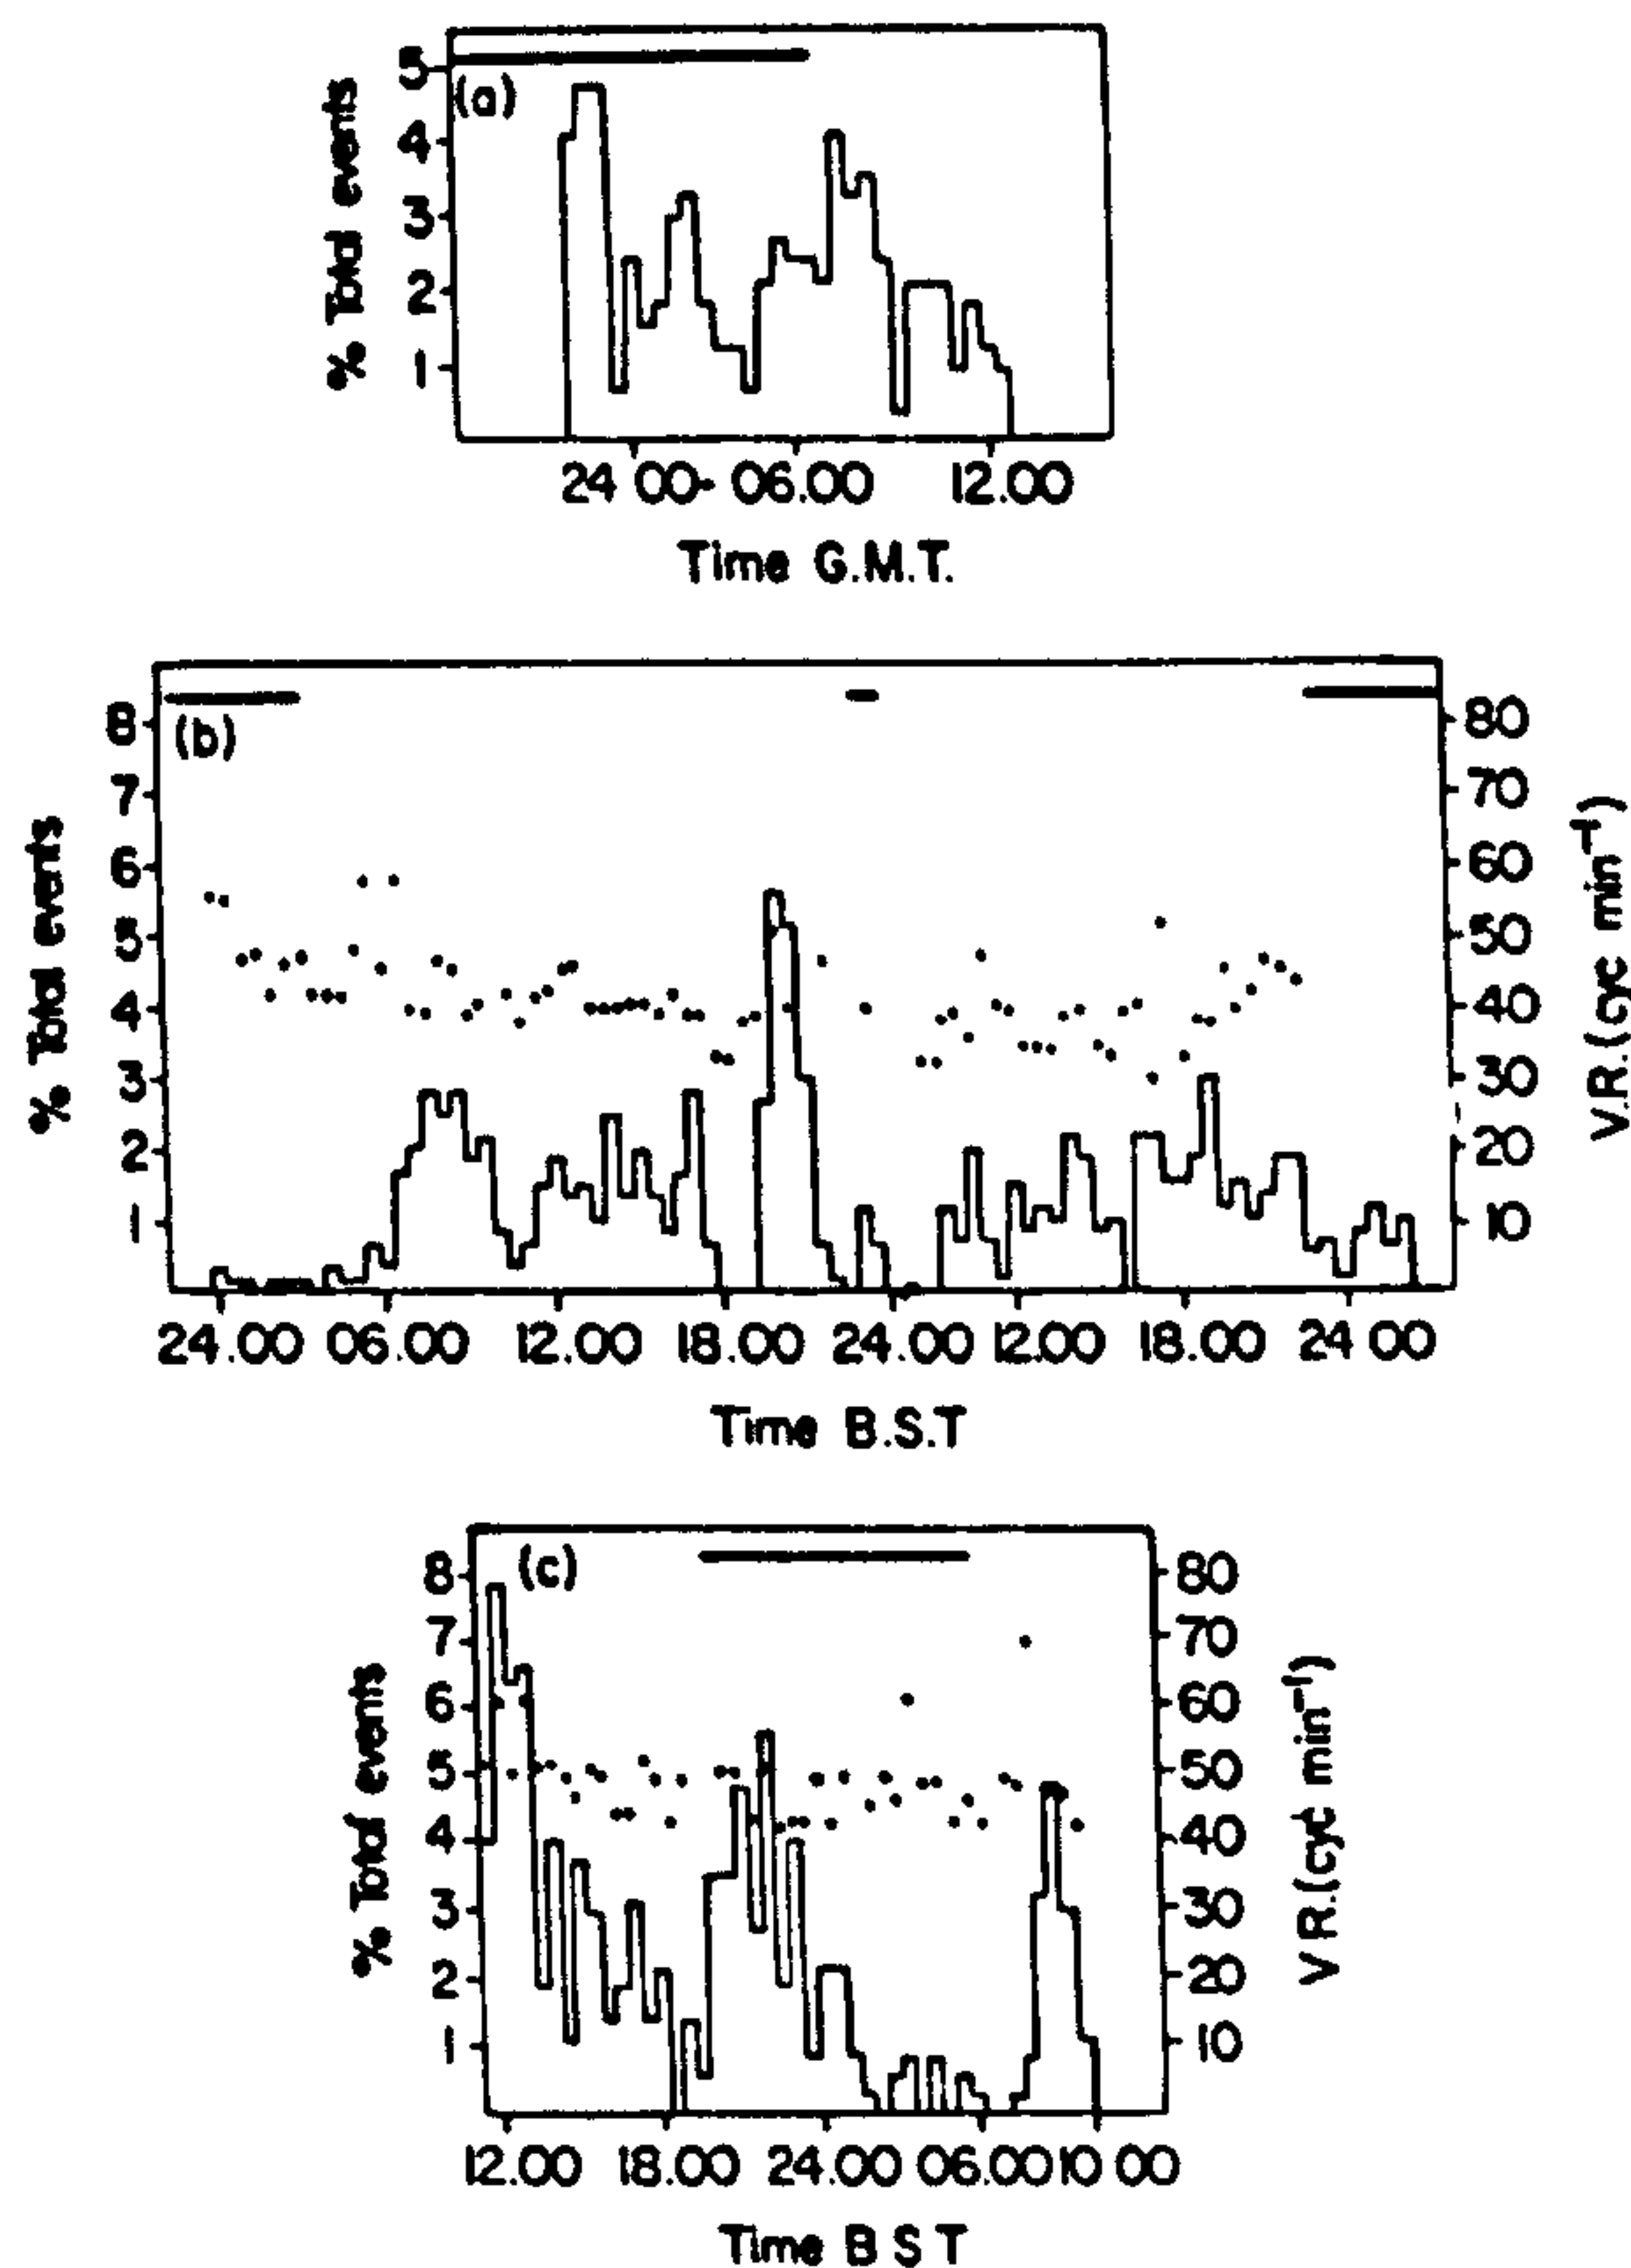 5
(a)
4
3
2
1
% Total events
24 00 06.00 12.00
Time G.M.T.
8
(b)
7
6
5
4
3
2
1
% Total events
80
70
60
50
40
30
20
10
V.R.(cyc min⁻¹)
24.00 06.00 12.00 18.00 24.00 12.00 18.00 24 00
Time B.S.T
8
(c)
7
6
5
4
3
2
1
% Total events
80
70
60
50
40
30
20
10
V R.(cyc min⁻¹)
12.00 18.00 24.00 06.00 10 00
Time B S T